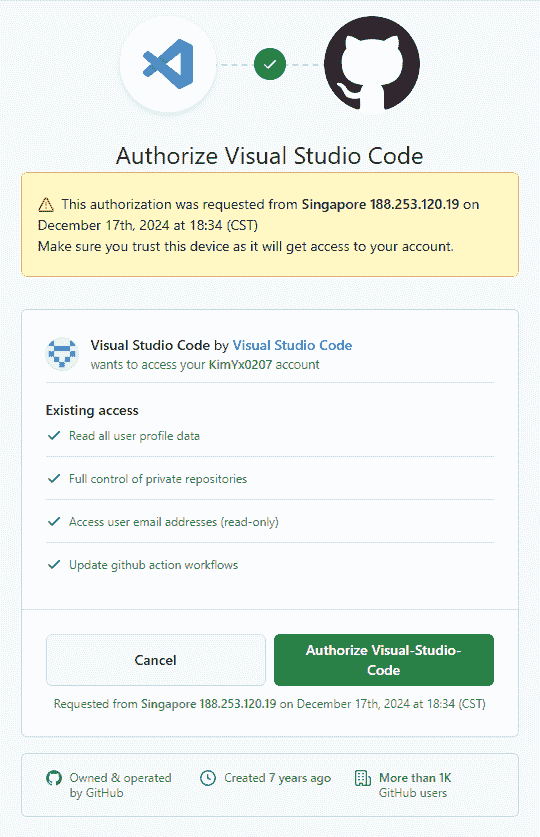 Authorize Visual Studio Code
This authorization was requested from Singapore 188.253.120.19 on
December 17th, 2024 at 18:34 (CST)
Make sure you trust this device as it will get access to your account.
Visual Studio Code by Visual Studio Code
wants to access your KimYx0207 account
Existing access
Read all user profile data
Full control of private repositories
Access user email addresses (read-only)
Update github action workflows
Cancel
Authorize Visual-Studio-
Code
Requested from Singapore 188.253.120.19 on December 17th, 2024 at 18:34 (CST)
Owned & operated
by GitHub
Created 7 years ago
More than 1K
GitHub users